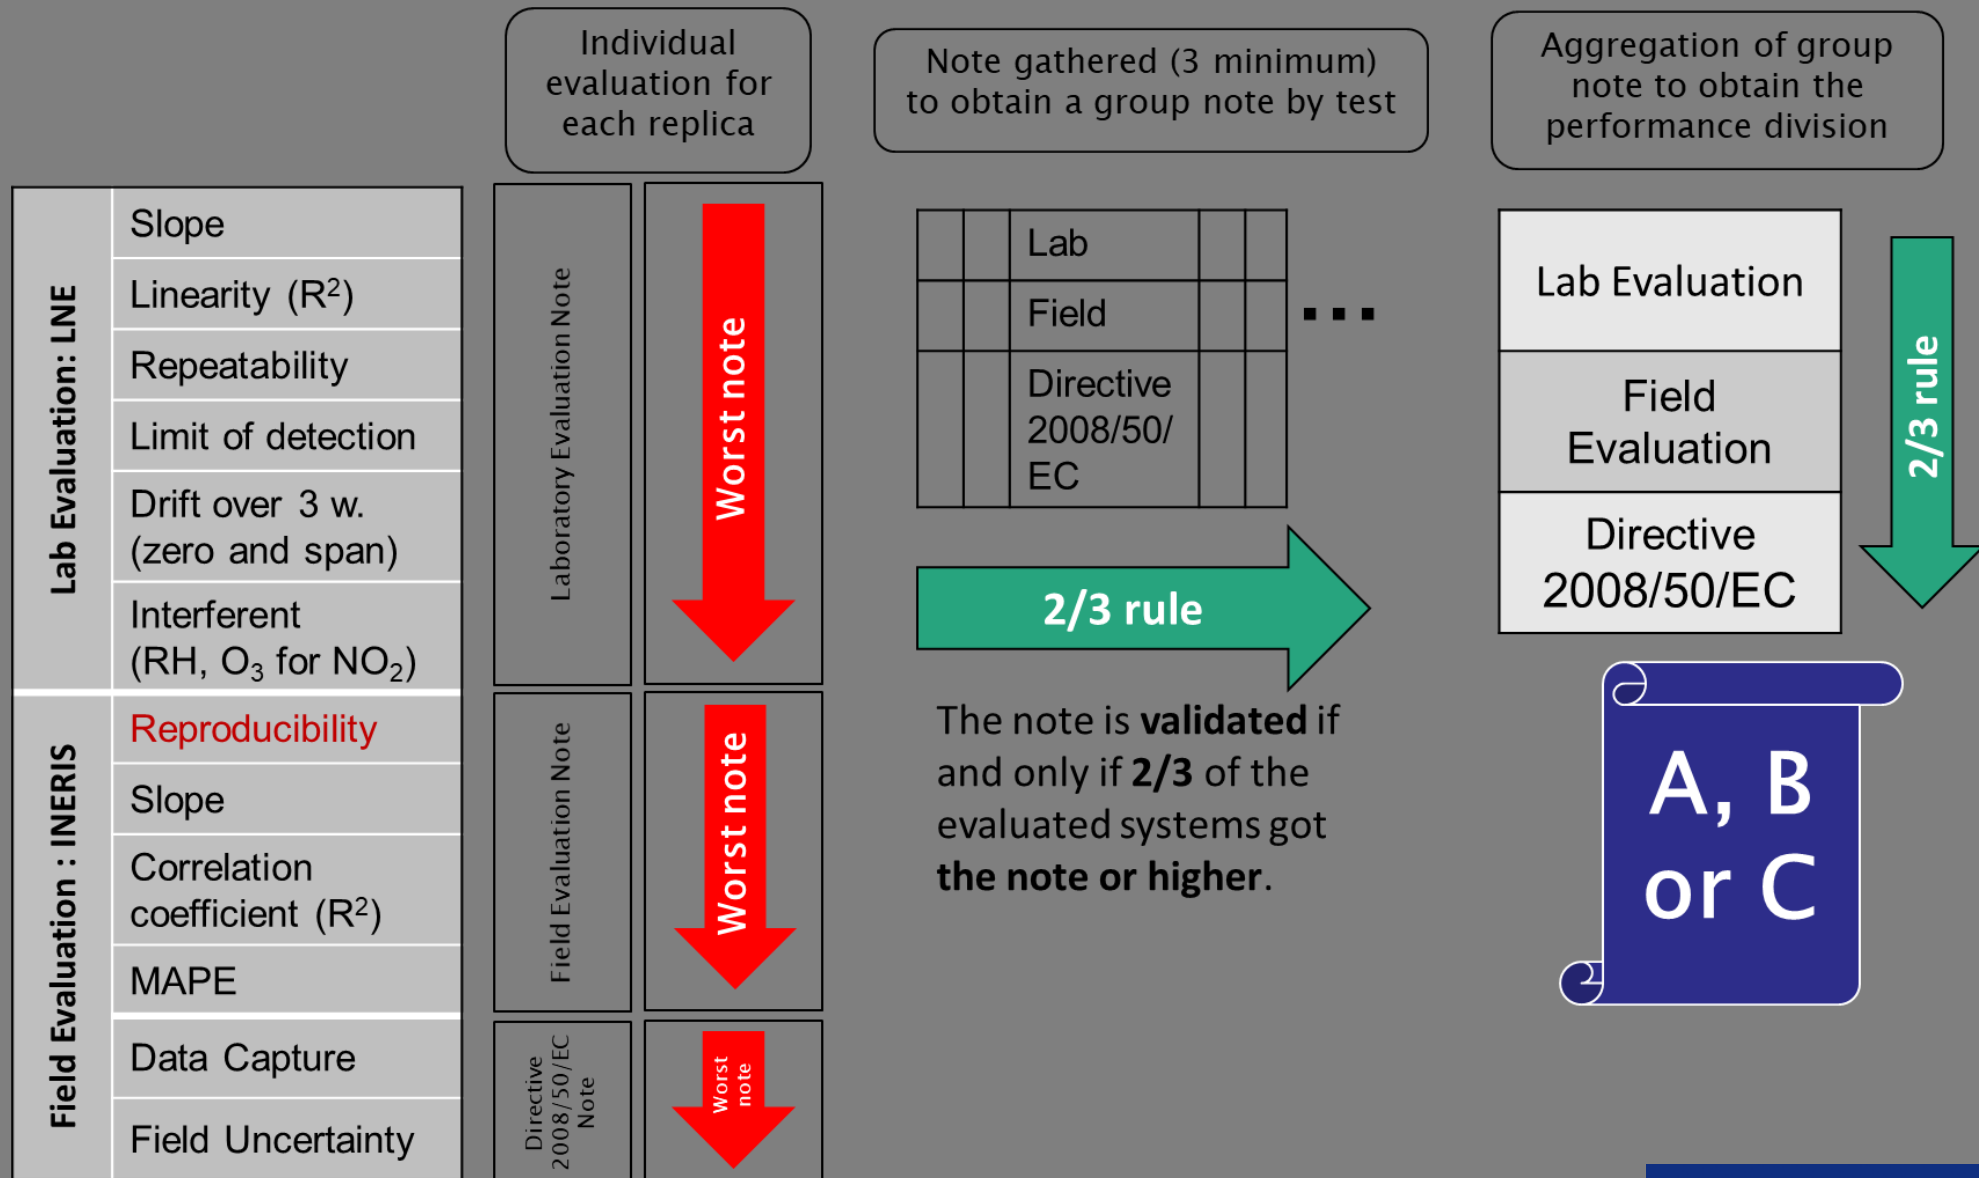 Individual
evaluation for
each replica
Note gathered (3 minimum)
to obtain a group note by test
Aggregation of group
note to obtain the
performance division
Lab Evaluation: LNE
Slope
Linearity (R²)
Repeatability
Limit of detection
Drift over 3 w.
(zero and span)
Interferent
(RH, O₃ for NO₂)
Field Evaluation : INERIS
Reproducibility
Slope
Correlation
coefficient (R²)
MAPE
Data Capture
Field Uncertainty
Laboratory Evaluation Note
Worst note
Field Evaluation Note
Worst note
Directive
2008/50/EC
Note
Worst
note
Lab
Field
Directive
2008/50/
EC
...
2/3 rule
The note is validated if
and only if 2/3 of the
evaluated systems got
the note or higher.
Lab Evaluation
Field
Evaluation
Directive
2008/50/EC
2/3 rule
A, B
or C